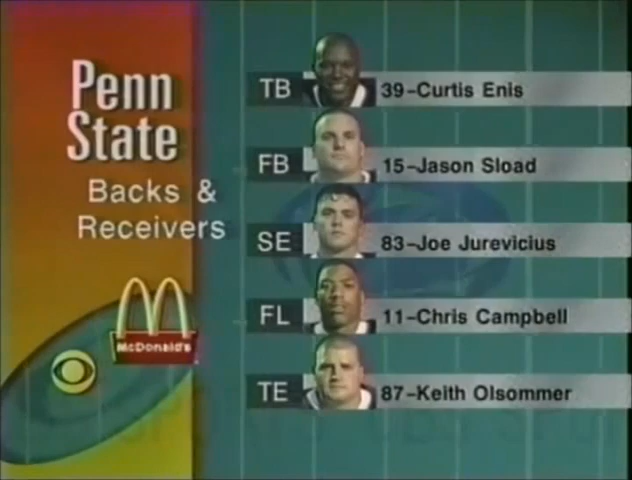 Penn
State
Backs &
Receivers
McDonald's
TB 39-Curtis Enis
FB 15-Jason Sload
SE 83-Joe Jurevicius
FL 11-Chris Campbell
TE 87-Keith Olsommer